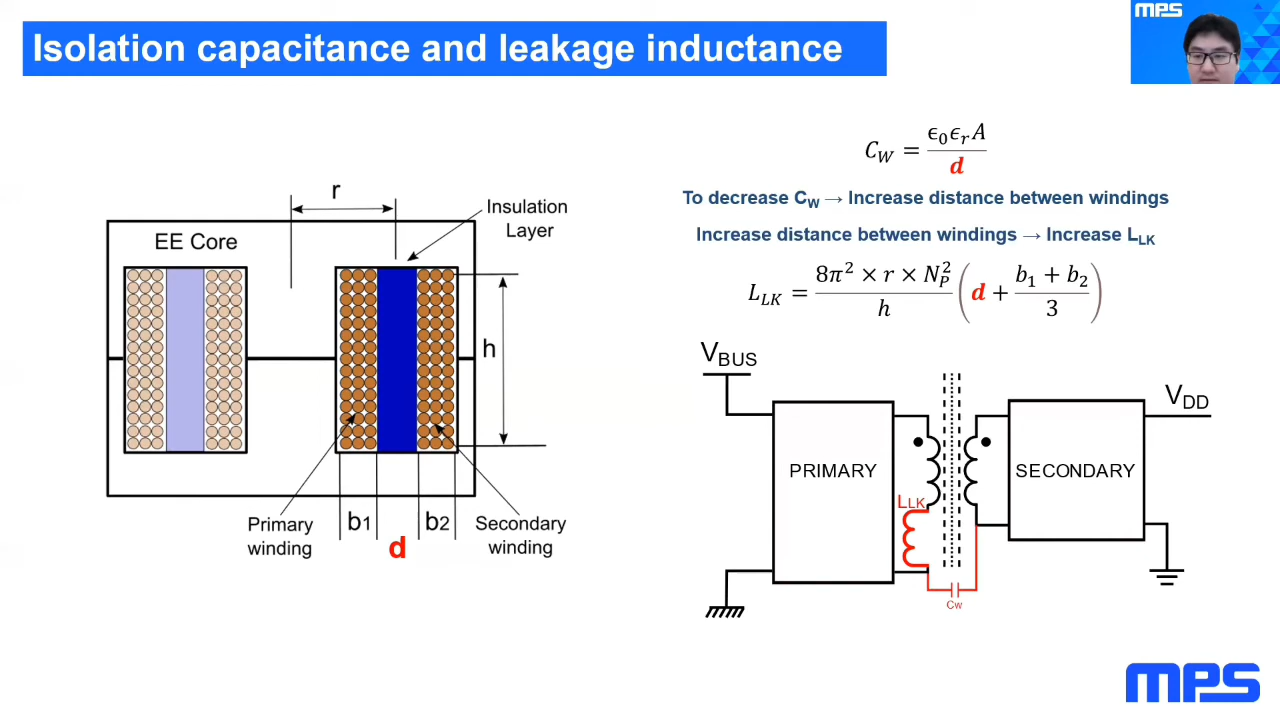 Isolation capacitance and leakage inductance
MPS
r
Insulation
Layer
EE Core
h
Primary
winding
b1
d
b2
Secondary
winding
C_W = ϵ₀ϵᵣA / d
To decrease C_W → Increase distance between windings
Increase distance between windings → Increase L_LK
L_LK = 8π² × r × N_P² / h (d + b₁ + b₂ / 3)
V_BUS
V_DD
PRIMARY
SECONDARY
L_LK
Cw
MPS